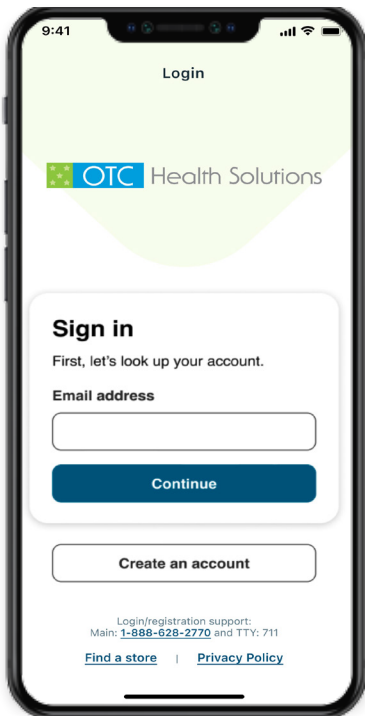 9:41
Login
OTC Health Solutions
Sign in
First, let's look up your account.
Email address
Continue
Create an account
Login/registration support:
Main: 1-888-628-2770 and TTY: 711
Find a store | Privacy Policy